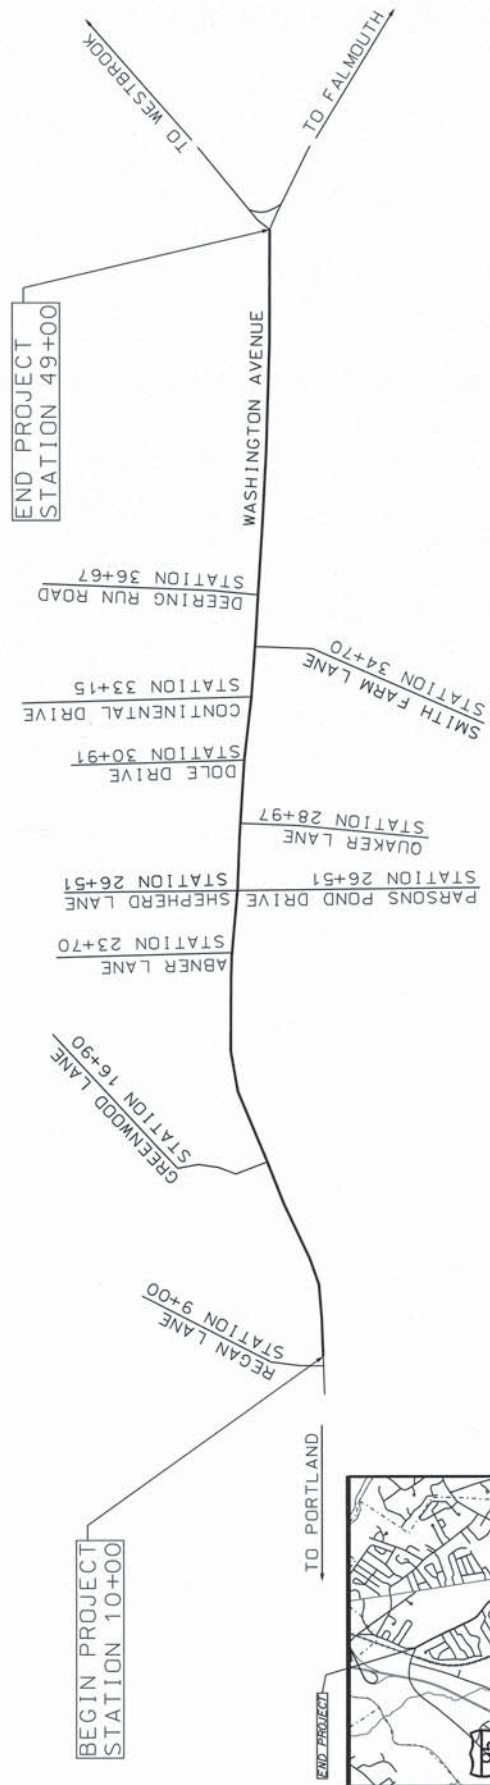 TO WESTBROOK
TO FALMOUTH
END PROJECT
STATION 49+00
WASHINGTON AVENUE
DEERING RUN ROAD
STATION 36+67
SMITH FARM LANE
STATION 34+70
CONTINENTAL DRIVE
STATION 33+15
DOLE DRIVE
STATION 30+91
QUAKER LANE
STATION 28+97
SHEPHERD LANE
STATION 26+51
PARSONS POND DRIVE
STATION 26+51
ABNER LANE
STATION 23+70
GREENWOOD LANE
STATION 16+90
REGAN LANE
STATION 9+00
BEGIN PROJECT
STATION 10+00
TO PORTLAND
END PROJECT
95